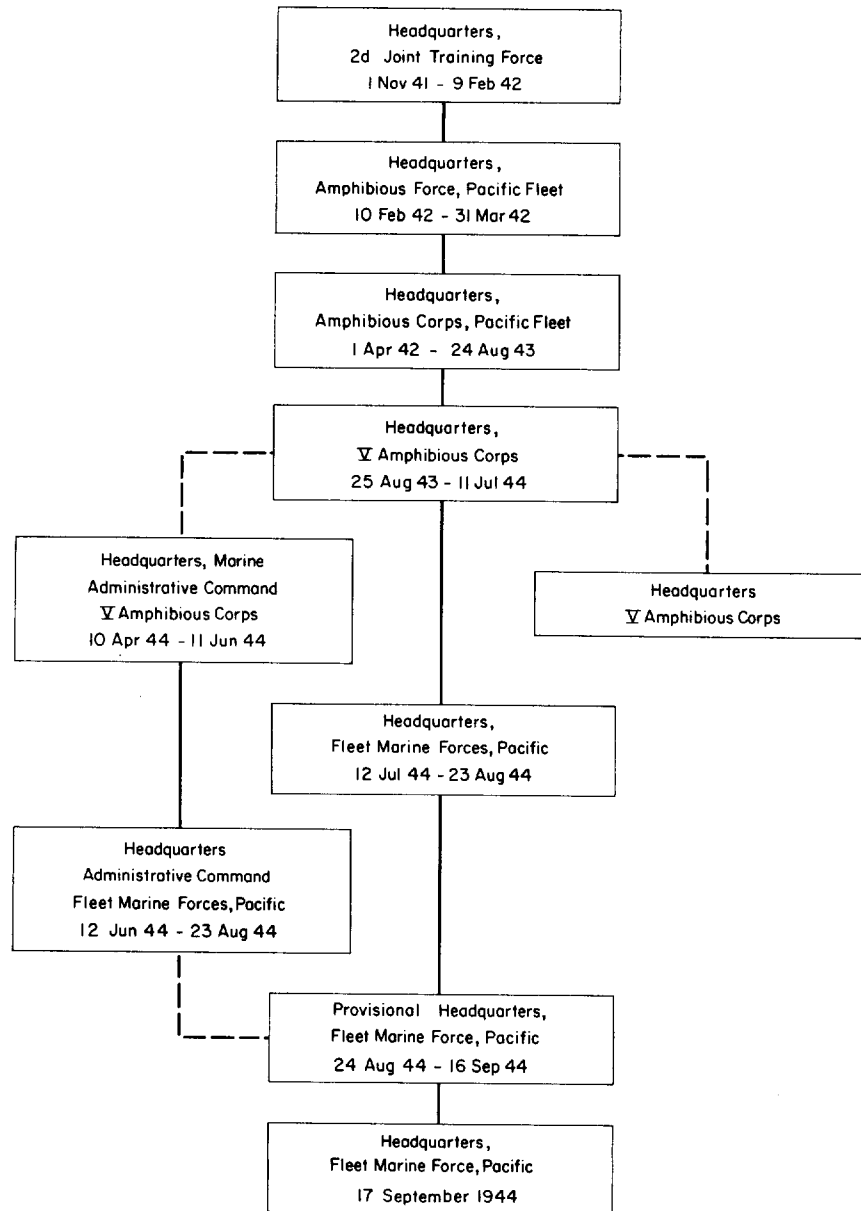 Headquarters,
2d Joint Training Force
1 Nov 41 - 9 Feb 42
Headquarters,
Amphibious Force, Pacific Fleet
10 Feb 42 - 31 Mar 42
Headquarters,
Amphibious Corps, Pacific Fleet
1 Apr 42 - 24 Aug 43
Headquarters,
V Amphibious Corps
25 Aug 43 - 11 Jul 44
Headquarters, Marine
Administrative Command
V Amphibious Corps
10 Apr 44 - 11 Jun 44
Headquarters
V Amphibious Corps
Headquarters,
Fleet Marine Forces, Pacific
12 Jul 44 - 23 Aug 44
Headquarters
Administrative Command
Fleet Marine Forces, Pacific
12 Jun 44 - 23 Aug 44
Provisional Headquarters,
Fleet Marine Force, Pacific
24 Aug 44 - 16 Sep 44
Headquarters,
Fleet Marine Force, Pacific
17 September 1944